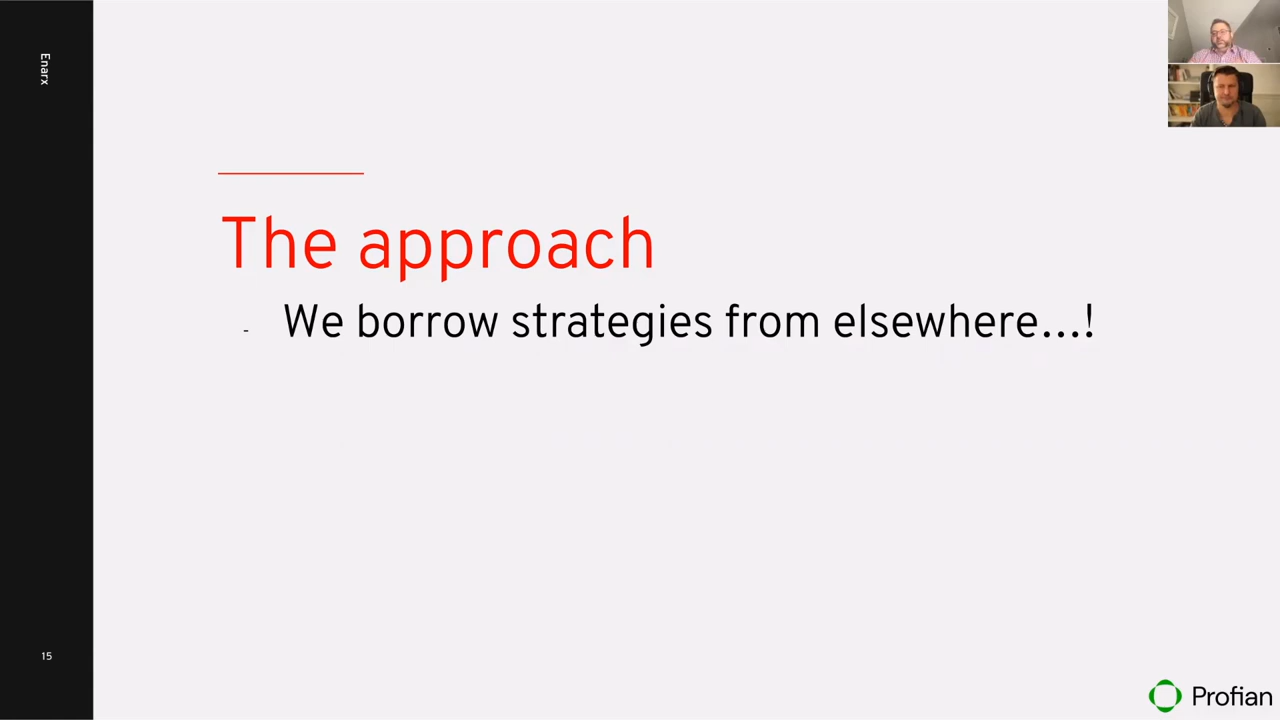 Enarx
The approach
- We borrow strategies from elsewhere...!
15
Profian